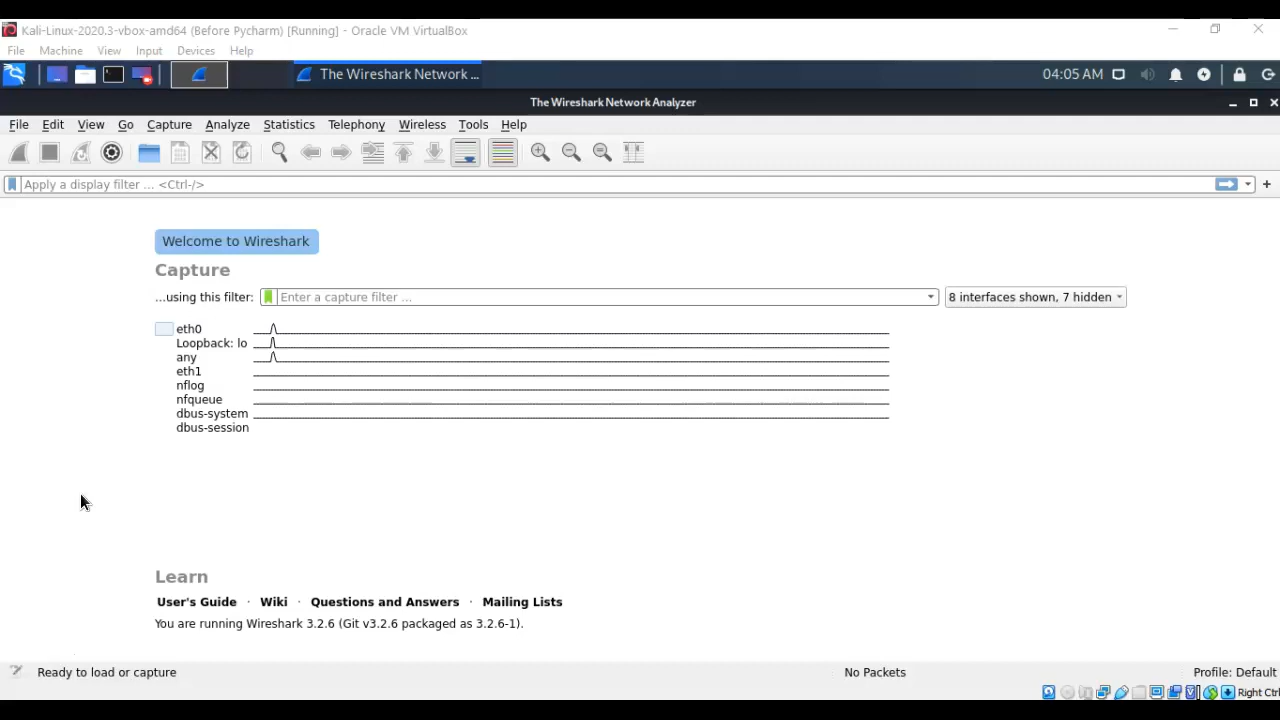 Kali-Linux-2020.3-vbox-amd64 (Before Pycharm) [Running] - Oracle VM VirtualBox
File Machine View Input Devices Help
The Wireshark Network ... 04:05 AM
The Wireshark Network Analyzer
File Edit View Go Capture Analyze Statistics Telephony Wireless Tools Help
Apply a display filter ... <Ctrl-/>
Welcome to Wireshark
Capture
...using this filter: Enter a capture filter ... 8 interfaces shown, 7 hidden
eth0
Loopback: lo
any
eth1
nflog
nfqueue
dbus-system
dbus-session
Learn
User's Guide · Wiki · Questions and Answers · Mailing Lists
You are running Wireshark 3.2.6 (Git v3.2.6 packaged as 3.2.6-1).
Ready to load or capture No Packets Profile: Default
Right Ctrl